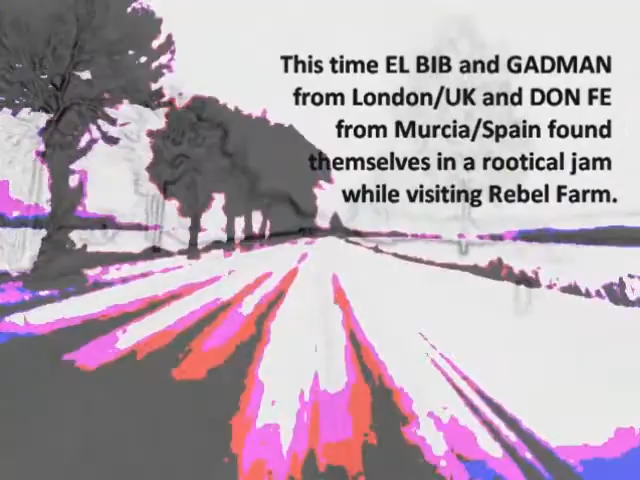 This time EL BIB and GADMAN
from London/UK and DON FE
from Murcia/Spain found
themselves in a rootical jam
while visiting Rebel Farm.